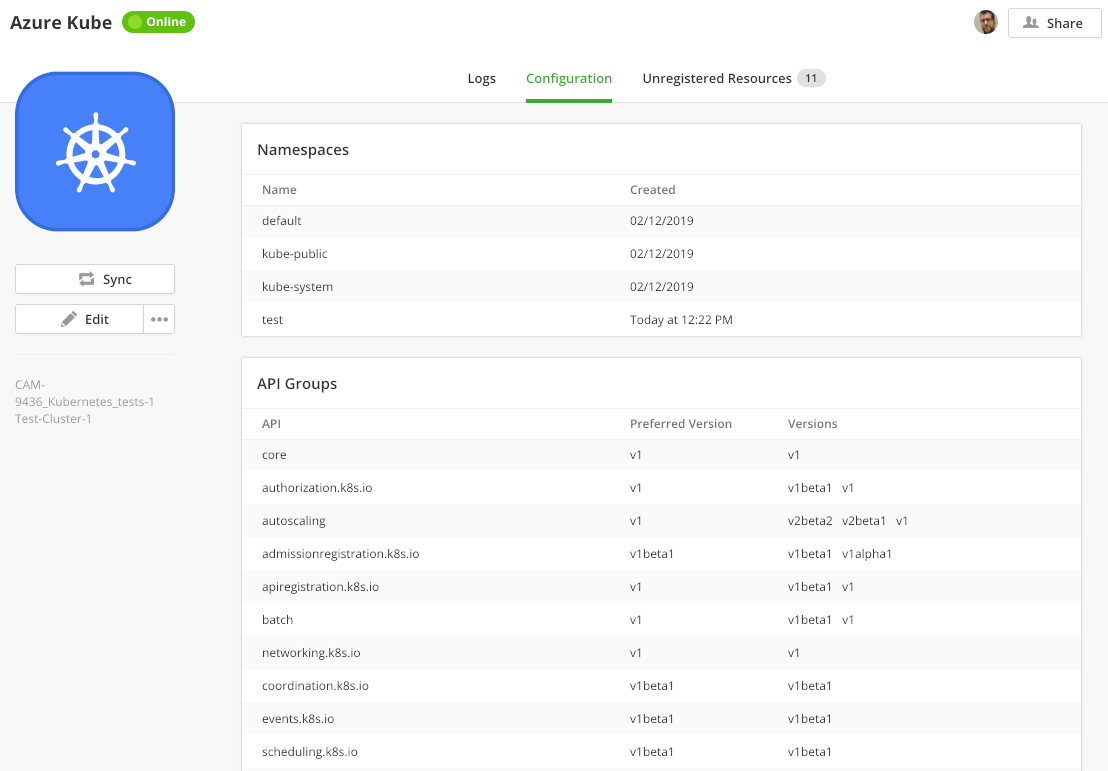 Azure Kube Online Share
Logs Configuration Unregistered Resources 11
Sync
Edit
CAM-
9436_Kubernetes_tests-1
Test-Cluster-1
Namespaces
Name Created
default 02/12/2019
kube-public 02/12/2019
kube-system 02/12/2019
test Today at 12:22 PM
API Groups
API Preferred Version Versions
core v1 v1
authorization.k8s.io v1 v1beta1 v1
autoscaling v1 v2beta2 v2beta1 v1
admissionregistration.k8s.io v1beta1 v1beta1 v1alpha1
apiregistration.k8s.io v1 v1beta1 v1
batch v1 v1beta1 v1
networking.k8s.io v1 v1
coordination.k8s.io v1beta1 v1beta1
events.k8s.io v1beta1 v1beta1
scheduling.k8s.io v1beta1 v1beta1